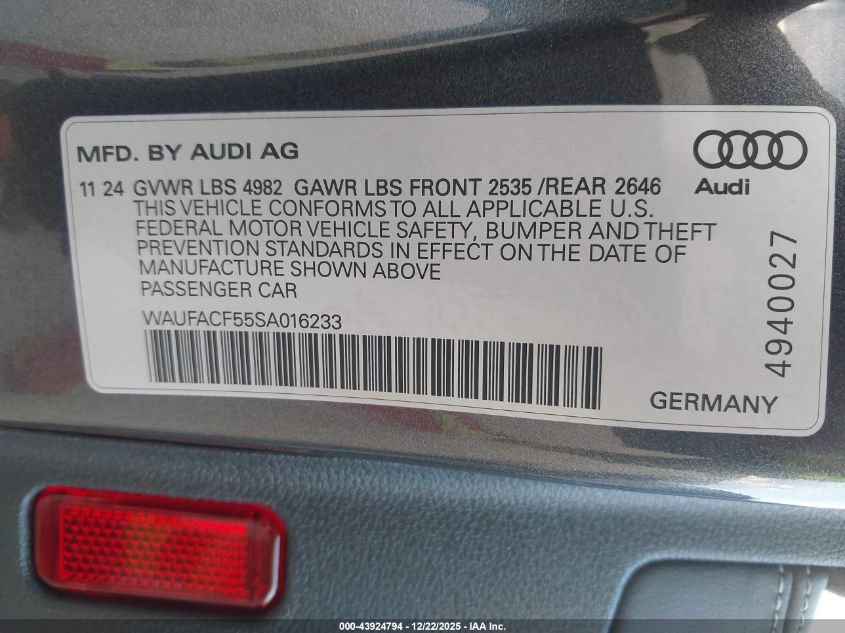 MFD. BY AUDI AG
Audi
11 24 GVWR LBS 4982 GAWR LBS FRONT 2535 /REAR 2646
THIS VEHICLE CONFORMS TO ALL APPLICABLE U.S.
FEDERAL MOTOR VEHICLE SAFETY, BUMPER AND THEFT
PREVENTION STANDARDS IN EFFECT ON THE DATE OF
MANUFACTURE SHOWN ABOVE
PASSENGER CAR
WAUFACF55SA016233
4940027
GERMANY
000-43924794 - 12/22/2025 - IAA Inc.